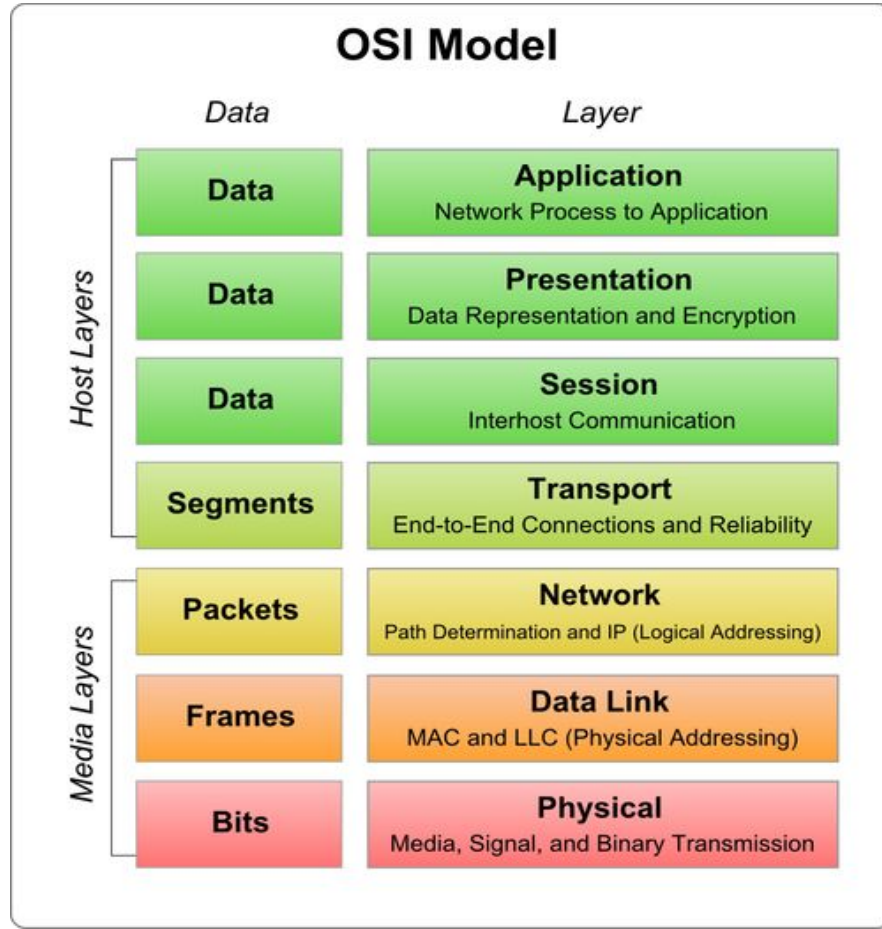 OSI Model
Data
Layer
Host Layers
Data
Application
Network Process to Application
Data
Presentation
Data Representation and Encryption
Data
Session
Interhost Communication
Segments
Transport
End-to-End Connections and Reliability
Media Layers
Packets
Network
Path Determination and IP (Logical Addressing)
Frames
Data Link
MAC and LLC (Physical Addressing)
Bits
Physical
Media, Signal, and Binary Transmission